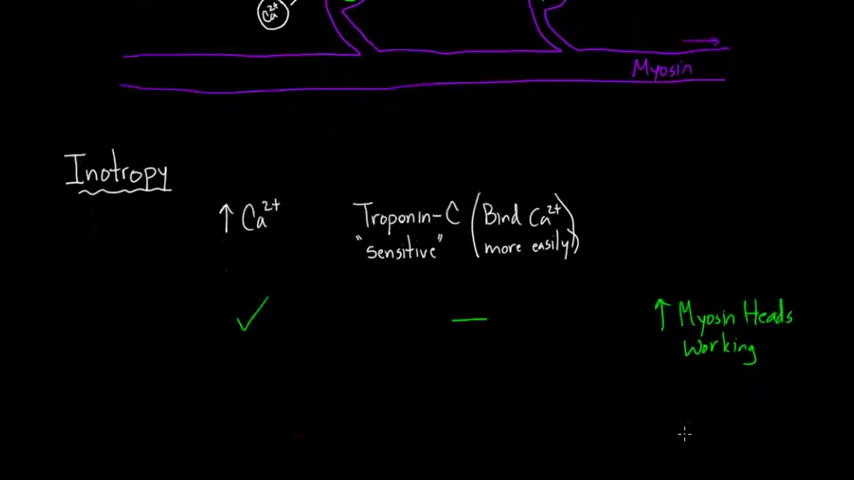 Ca2+
Myosin
Inotropy
↑ Ca2+
Troponin-C (Bind Ca2+
"sensitive" more easily)
↑ Myosin Heads
Working